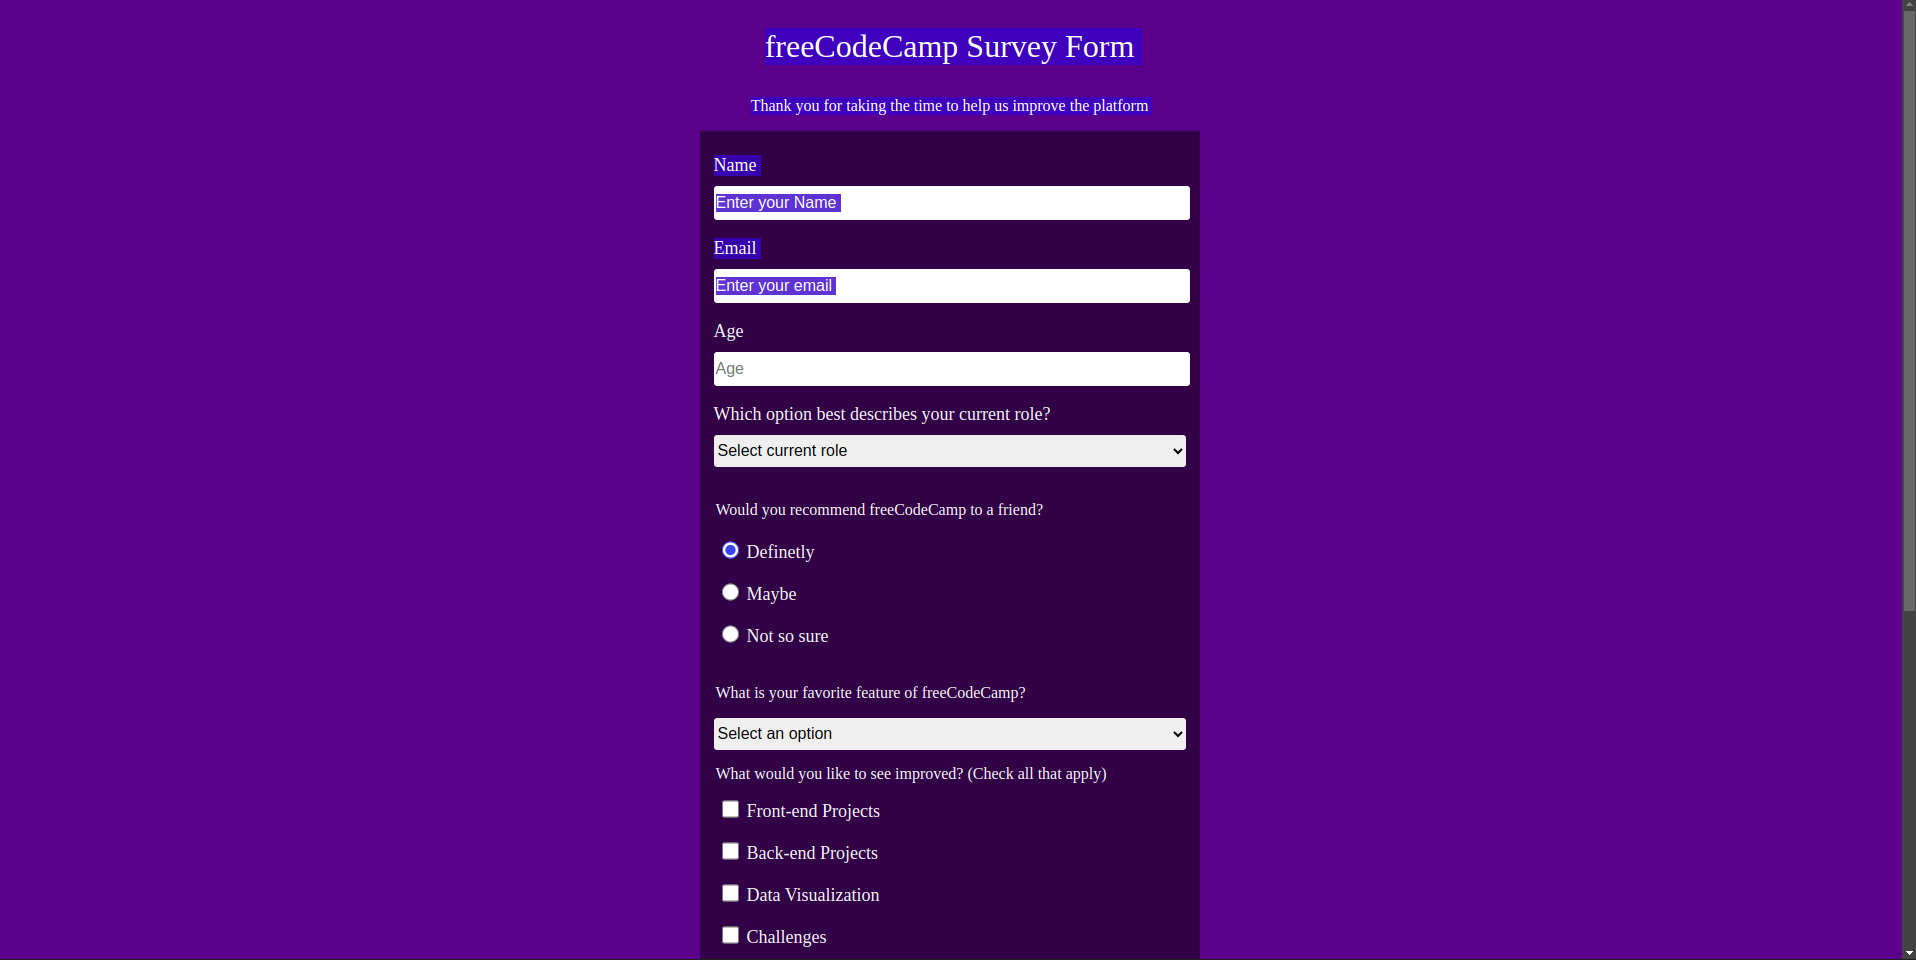 freeCodeCamp Survey Form
Thank you for taking the time to help us improve the platform
Name
Enter your Name
Email
Enter your email
Age
Age
Which option best describes your current role?
Select current role
Would you recommend freeCodeCamp to a friend?
Definetly
Maybe
Not so sure
What is your favorite feature of freeCodeCamp?
Select an option
What would you like to see improved? (Check all that apply)
Front-end Projects
Back-end Projects
Data Visualization
Challenges